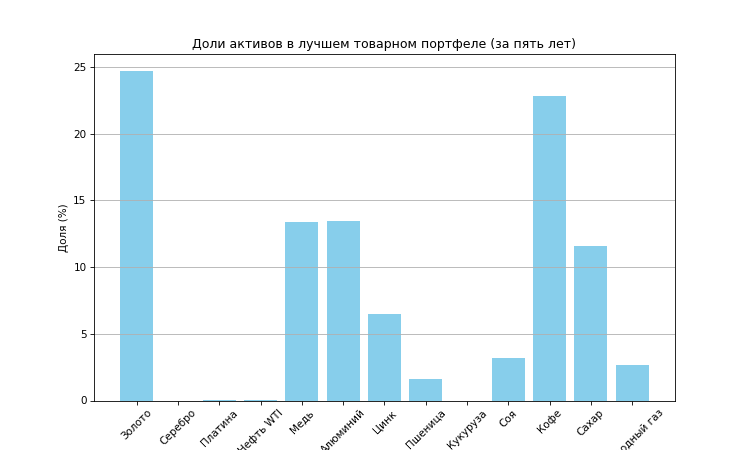 Доли активов в лучшем товарном портфеле (за пять лет)
Доля (%)
25
20
15
10
5
0
Золото
Серебро
Платина
Нефть WTI
Медь
Алюминий
Цинк
Пшеница
Кукуруза
Соя
Кофе
Сахар
газ